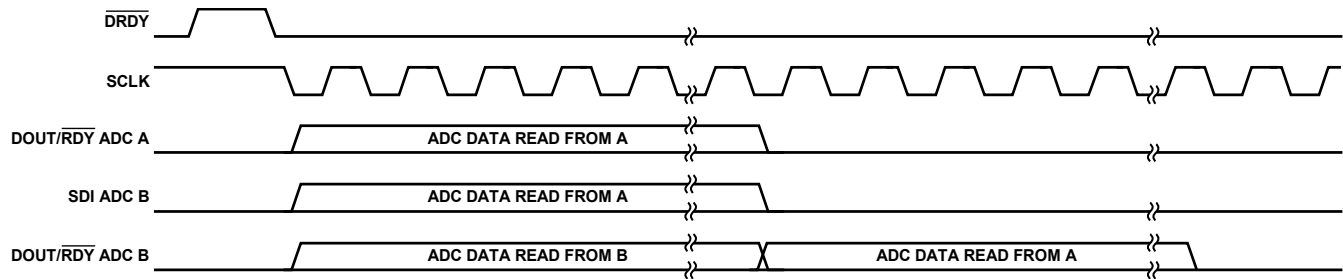 DRDY
SCLK
DOUT/RDY ADC A
ADC DATA READ FROM A
SDI ADC B
ADC DATA READ FROM A
DOUT/RDY ADC B
ADC DATA READ FROM B
ADC DATA READ FROM A